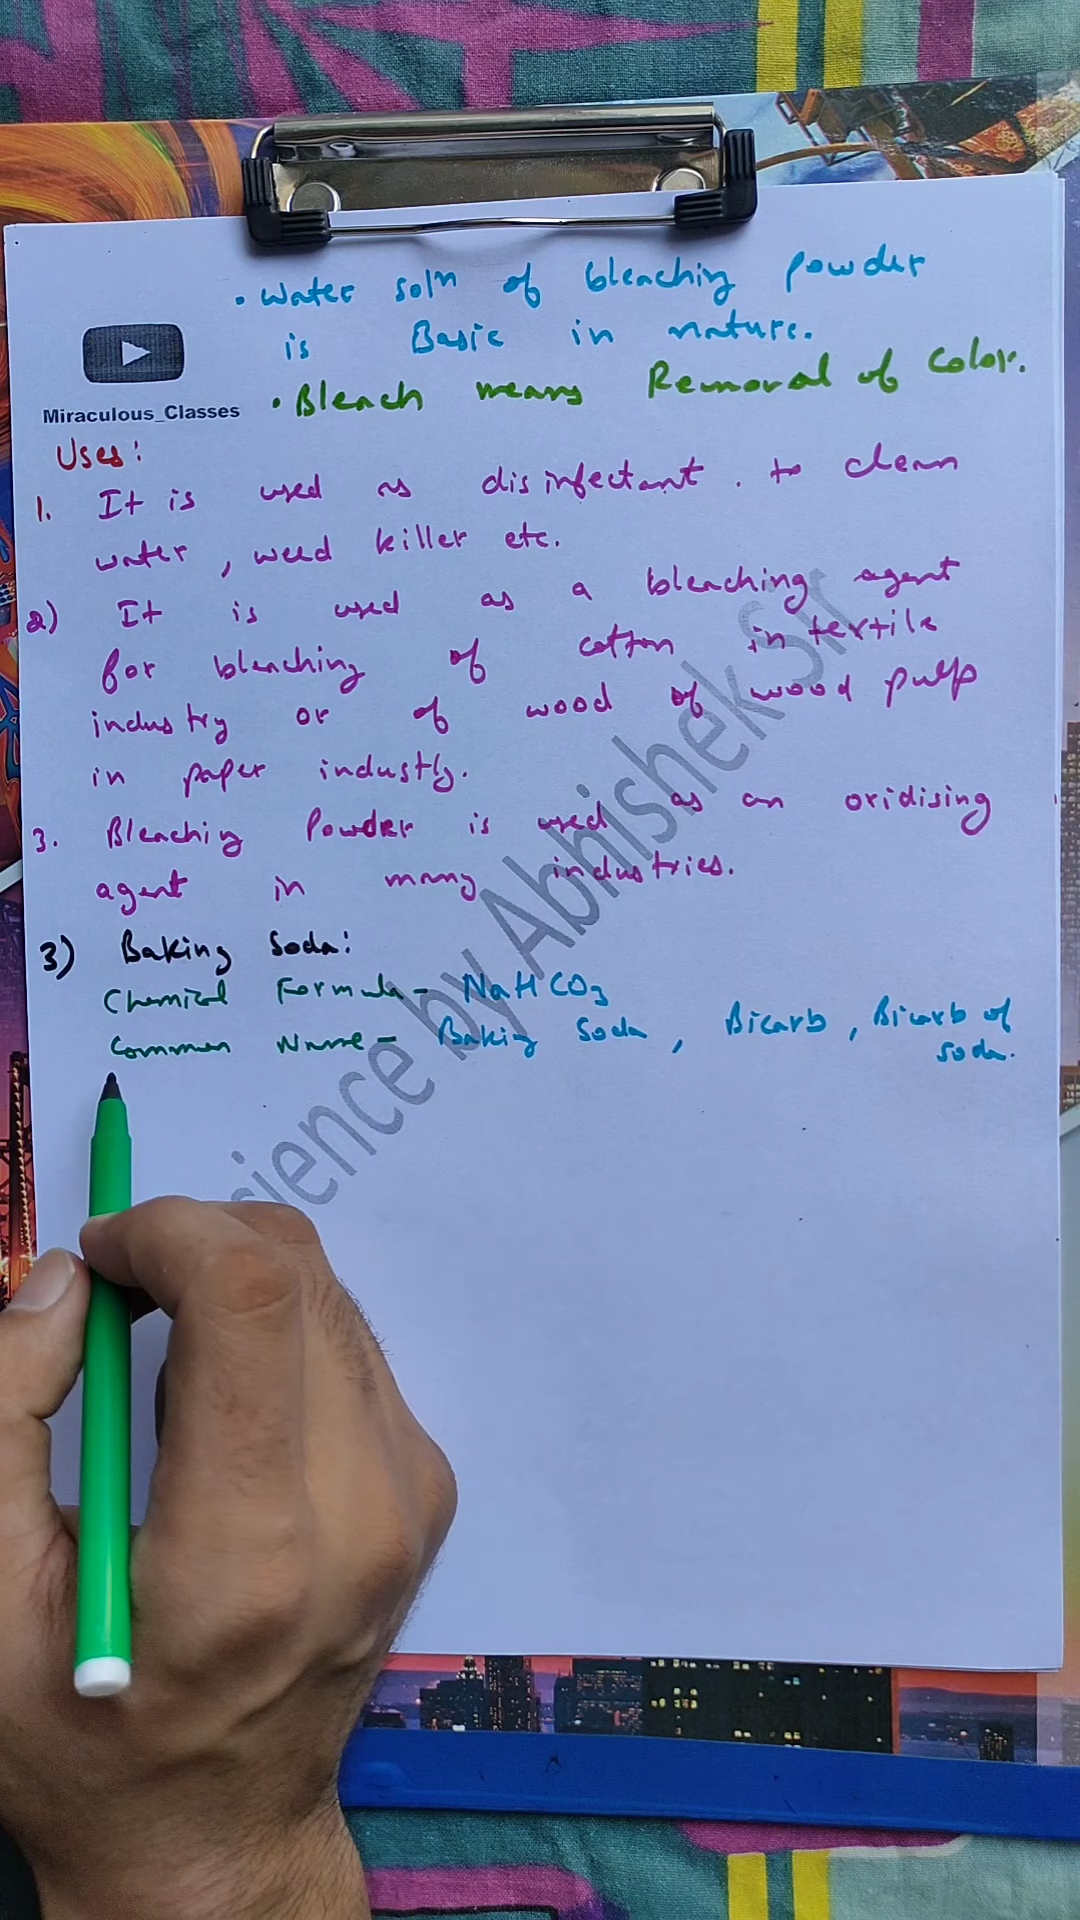 • Water solⁿ of bleaching powder
is Basic in nature.
Miraculous_Classes
• Bleach means Removal of color.
Uses:
1. It is used as disinfectant. to clean
water, weed killer etc.
2) It is used as a bleaching agent
for bleaching of cotton in textile
industry or of wood of wood pulp
in paper industry.
3. Bleaching Powder is used as an oxidising
agent in many industries.
3) Baking Soda:
Chemical Formula - NaHCO₃
Common Name - Baking Soda, Bicarb, Bicarb of
soda.
Science by Abhishek Sir